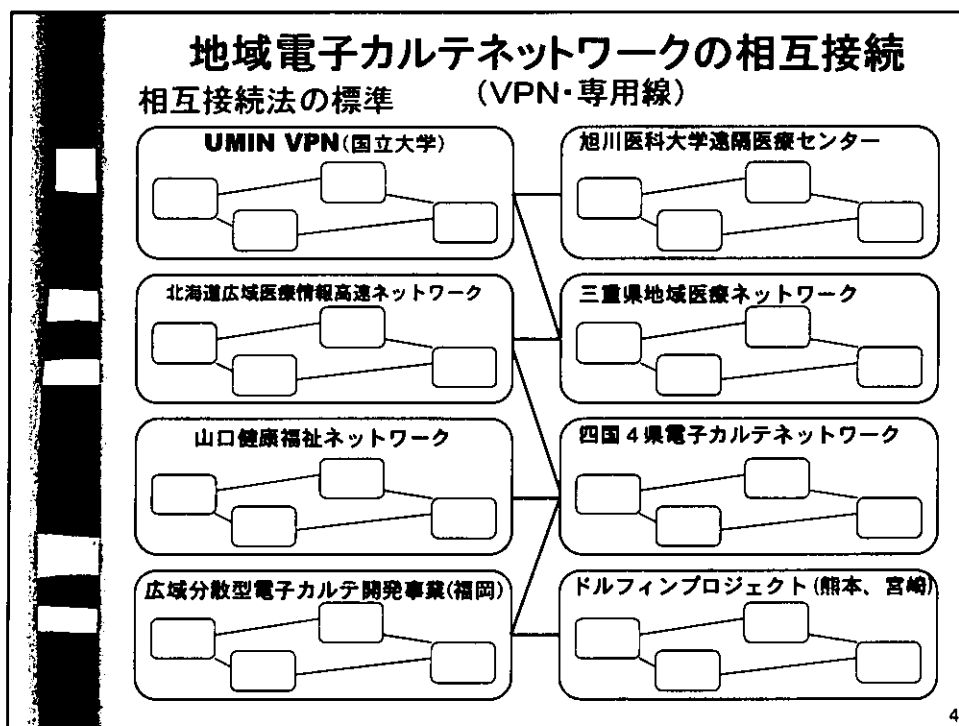 地域電子カルテネットワークの相互接続
相互接続法の標準 (VPN・専用線)
UMIN VPN(国立大学)
旭川医科大学遠隔医療センター
北海道広域医療情報高速ネットワーク
三重県地域医療ネットワーク
山口健康福祉ネットワーク
四国4県電子カルテネットワーク
広域分散型電子カルテ開発事業(福岡)
ドルフィンプロジェクト(熊本、宮崎)
4